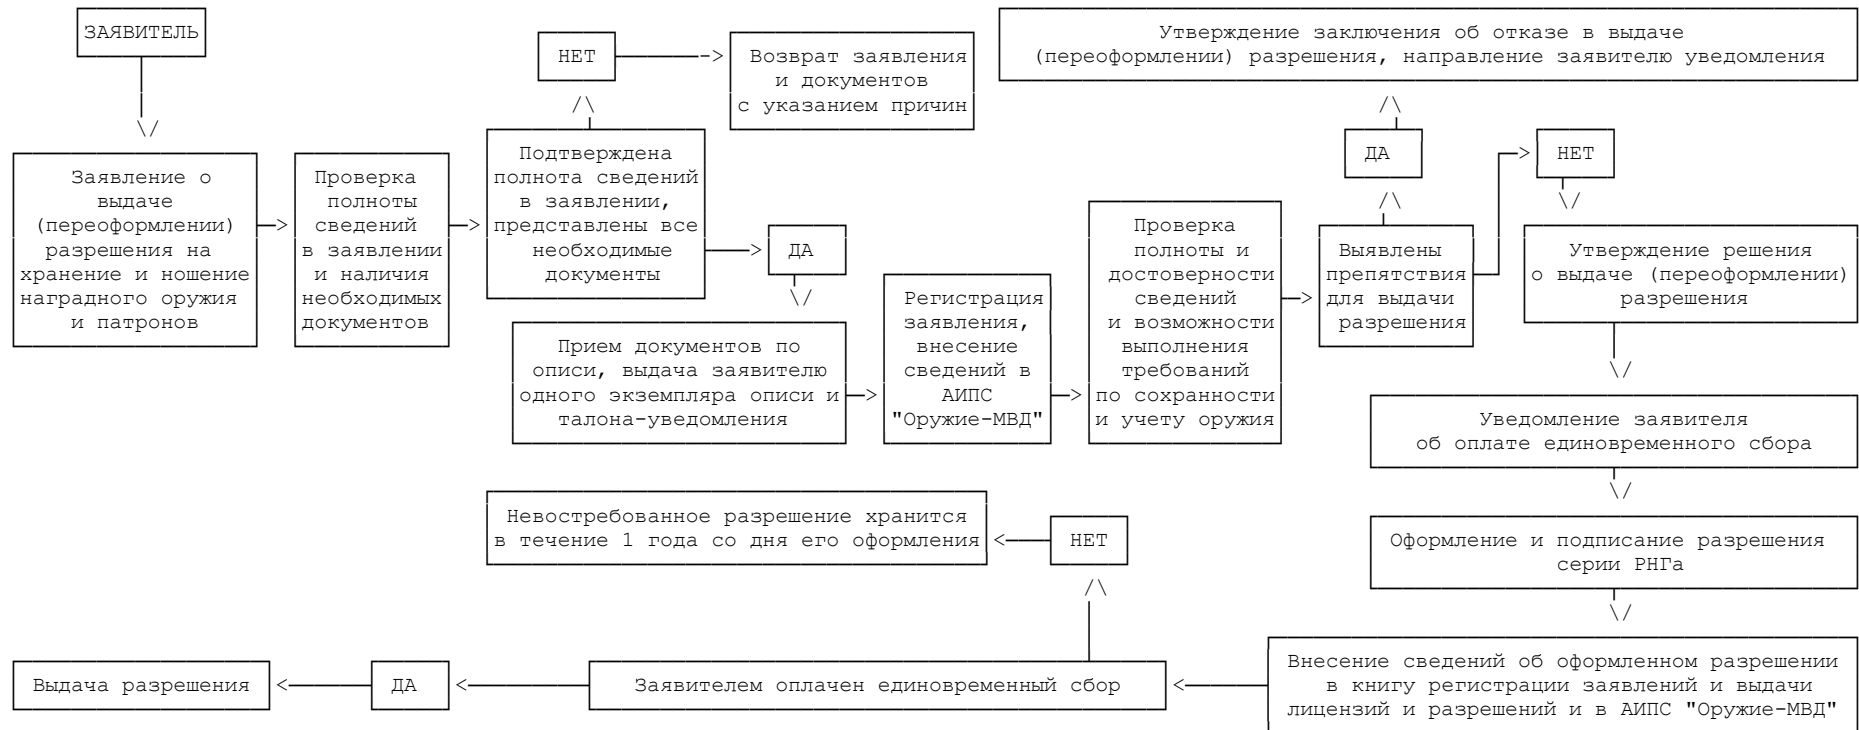 ЗАЯВИТЕЛЬ
Заявление о
выдаче
(переоформлении)
разрешения на
хранение и ношение
наградного оружия
и патронов
Проверка
полноты
сведений
в заявлении
и наличия
необходимых
документов
Подтверждена
полнота сведений
в заявлении,
представлены все
необходимые
документы
НЕТ
Возврат заявления
и документов
с указанием причин
ДА
Прием документов по
описи, выдача заявителю
одного экземпляра описи и
талона-уведомления
Регистрация
заявления,
внесение
сведений в
АИПС
"Оружие-МВД"
Проверка
полноты и
достоверности
сведений
и возможности
выполнения
требований
по сохранности
и учету оружия
Выявлены
препятствия
для выдачи
разрешения
ДА
Утверждение заключения об отказе в выдаче
(переоформлении) разрешения, направление заявителю уведомления
НЕТ
Утверждение решения
о выдаче (переоформлении)
разрешения
Уведомление заявителя
об оплате единовременного сбора
Оформление и подписание разрешения
серии РНГа
Внесение сведений об оформленном разрешении
в книгу регистрации заявлений и выдачи
лицензий и разрешений и в АИПС "Оружие-МВД"
Заявителем оплачен единовременный сбор
НЕТ
Невостребованное разрешение хранится
в течение 1 года со дня его оформления
ДА
Выдача разрешения